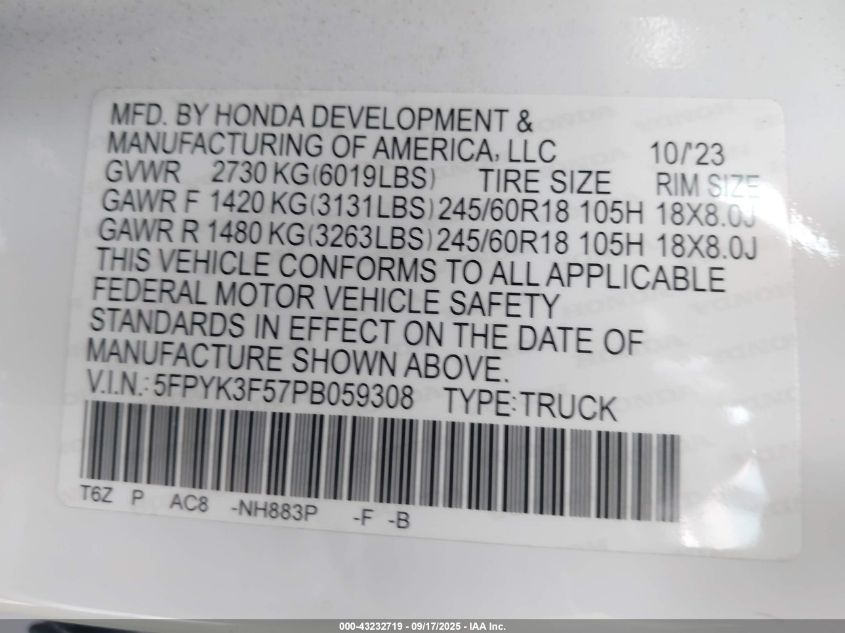 MFD. BY HONDA DEVELOPMENT &
MANUFACTURING OF AMERICA, LLC 10/'23
GVWR 2730 KG(6019LBS) TIRE SIZE RIM SIZE
GAWR F 1420 KG(3131LBS) 245/60R18 105H 18X8.0J
GAWR R 1480 KG(3263LBS) 245/60R18 105H 18X8.0J
THIS VEHICLE CONFORMS TO ALL APPLICABLE
FEDERAL MOTOR VEHICLE SAFETY
STANDARDS IN EFFECT ON THE DATE OF
MANUFACTURE SHOWN ABOVE.
V.I.N.: 5FPYK3F57PB059308 TYPE: TRUCK
T6Z P AC8 -NH883P -F -B
000-43232719 - 09/17/2025 - IAA Inc.